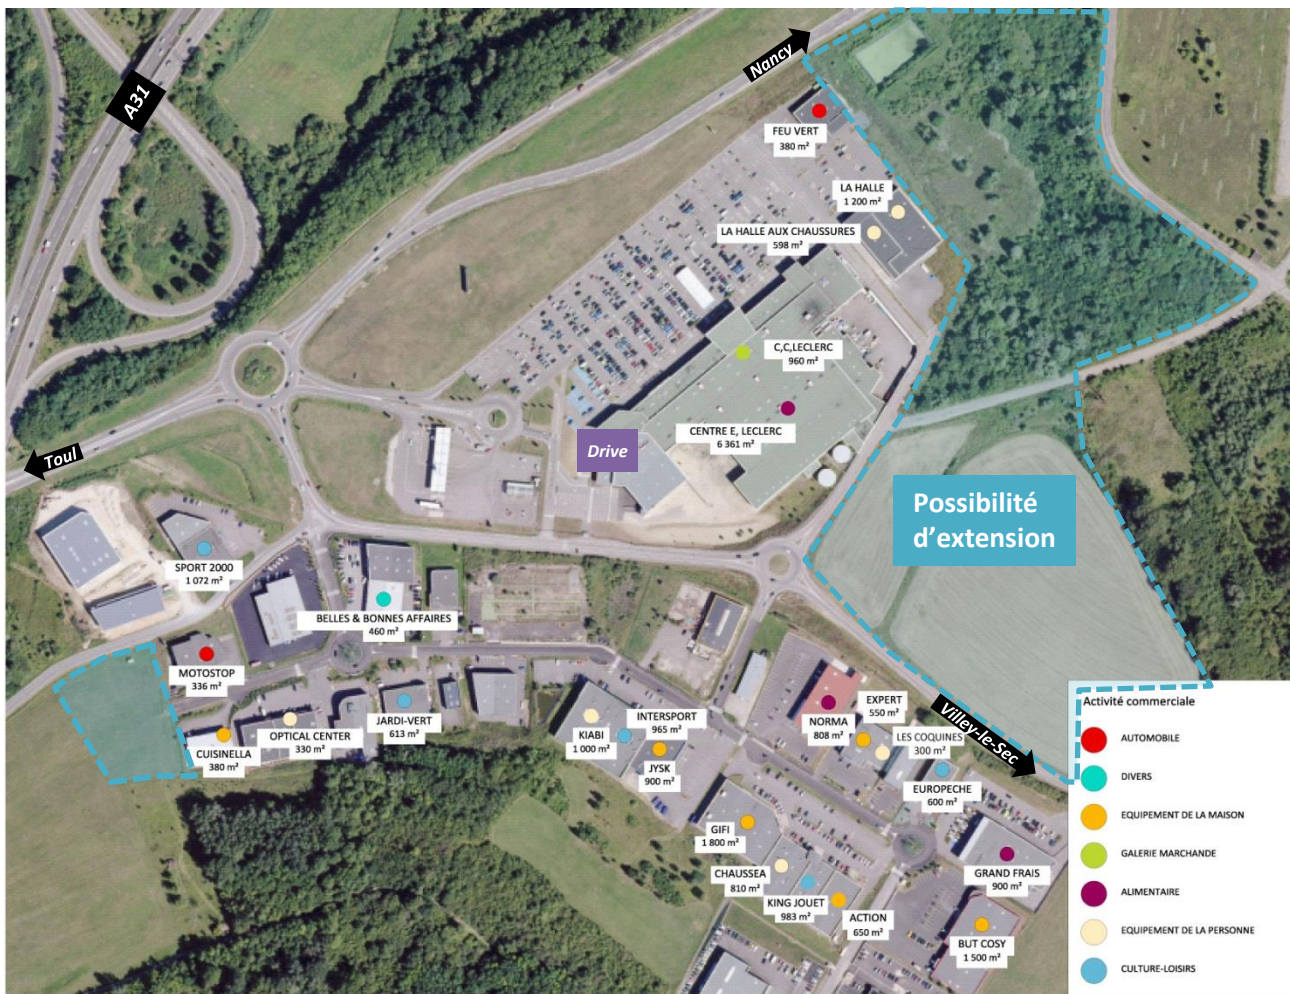 A31
Nancy
FEU VERT
380 m²
LA HALLE
1 200 m²
LA HALLE AUX CHAUSSURES
598 m²
C,C,LECLERC
960 m²
CENTRE E, LECLERC
6 361 m²
Drive
Toul
Possibilité
d'extension
SPORT 2000
1 072 m²
BELLES & BONNES AFFAIRES
460 m²
MOTOSTOP
336 m²
CUISINELLA
380 m²
OPTICAL CENTER
330 m²
JARDI-VERT
613 m²
KIABI
1 000 m²
INTERSPORT
965 m²
JYSK
900 m²
NORMA
808 m²
EXPERT
550 m²
LES COQUINES
300 m²
EUROPECHE
600 m²
Villey-le-Sec
GIFI
1 800 m²
CHAUSSEA
810 m²
KING JOUET
983 m²
ACTION
650 m²
GRAND FRAIS
900 m²
BUT COSY
1 500 m²
Activité commerciale
AUTOMOBILE
DIVERS
EQUIPEMENT DE LA MAISON
GALERIE MARCHANDE
ALIMENTAIRE
EQUIPEMENT DE LA PERSONNE
CULTURE-LOISIRS